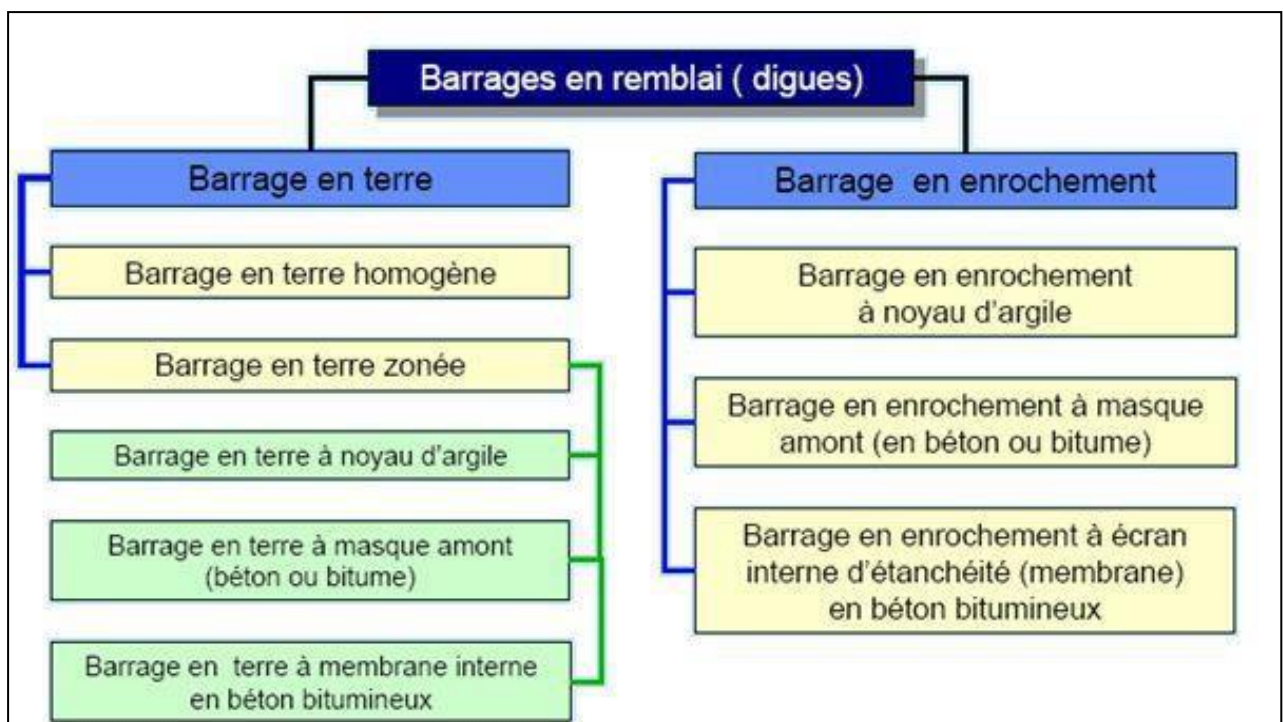 Barrages en remblai ( digues)
Barrage en terre
Barrage en terre homogène
Barrage en terre zonée
Barrage en terre à noyau d'argile
Barrage en terre à masque amont
(béton ou bitume)
Barrage en terre à membrane interne
en béton bitumineux
Barrage en enrochement
Barrage en enrochement
à noyau d'argile
Barrage en enrochement à masque
amont (en béton ou bitume)
Barrage en enrochement à écran
interne d'étanchéité (membrane)
en béton bitumineux